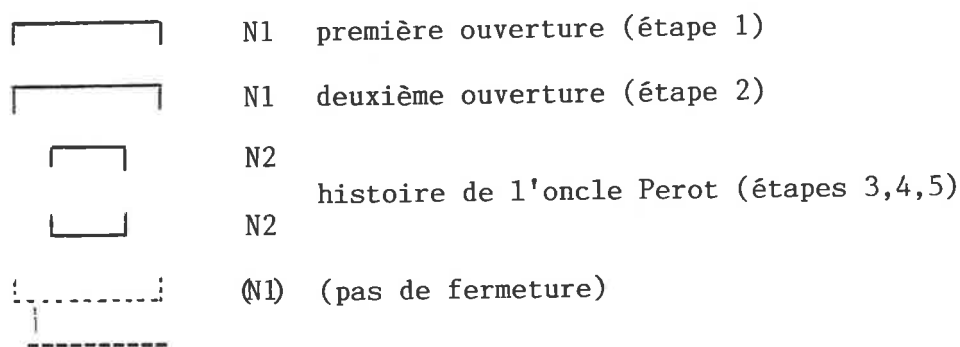 N1 première ouverture (étape 1)
N1 deuxième ouverture (étape 2)
N2
histoire de l'oncle Perot (étapes 3,4,5)
N2
(N1) (pas de fermeture)